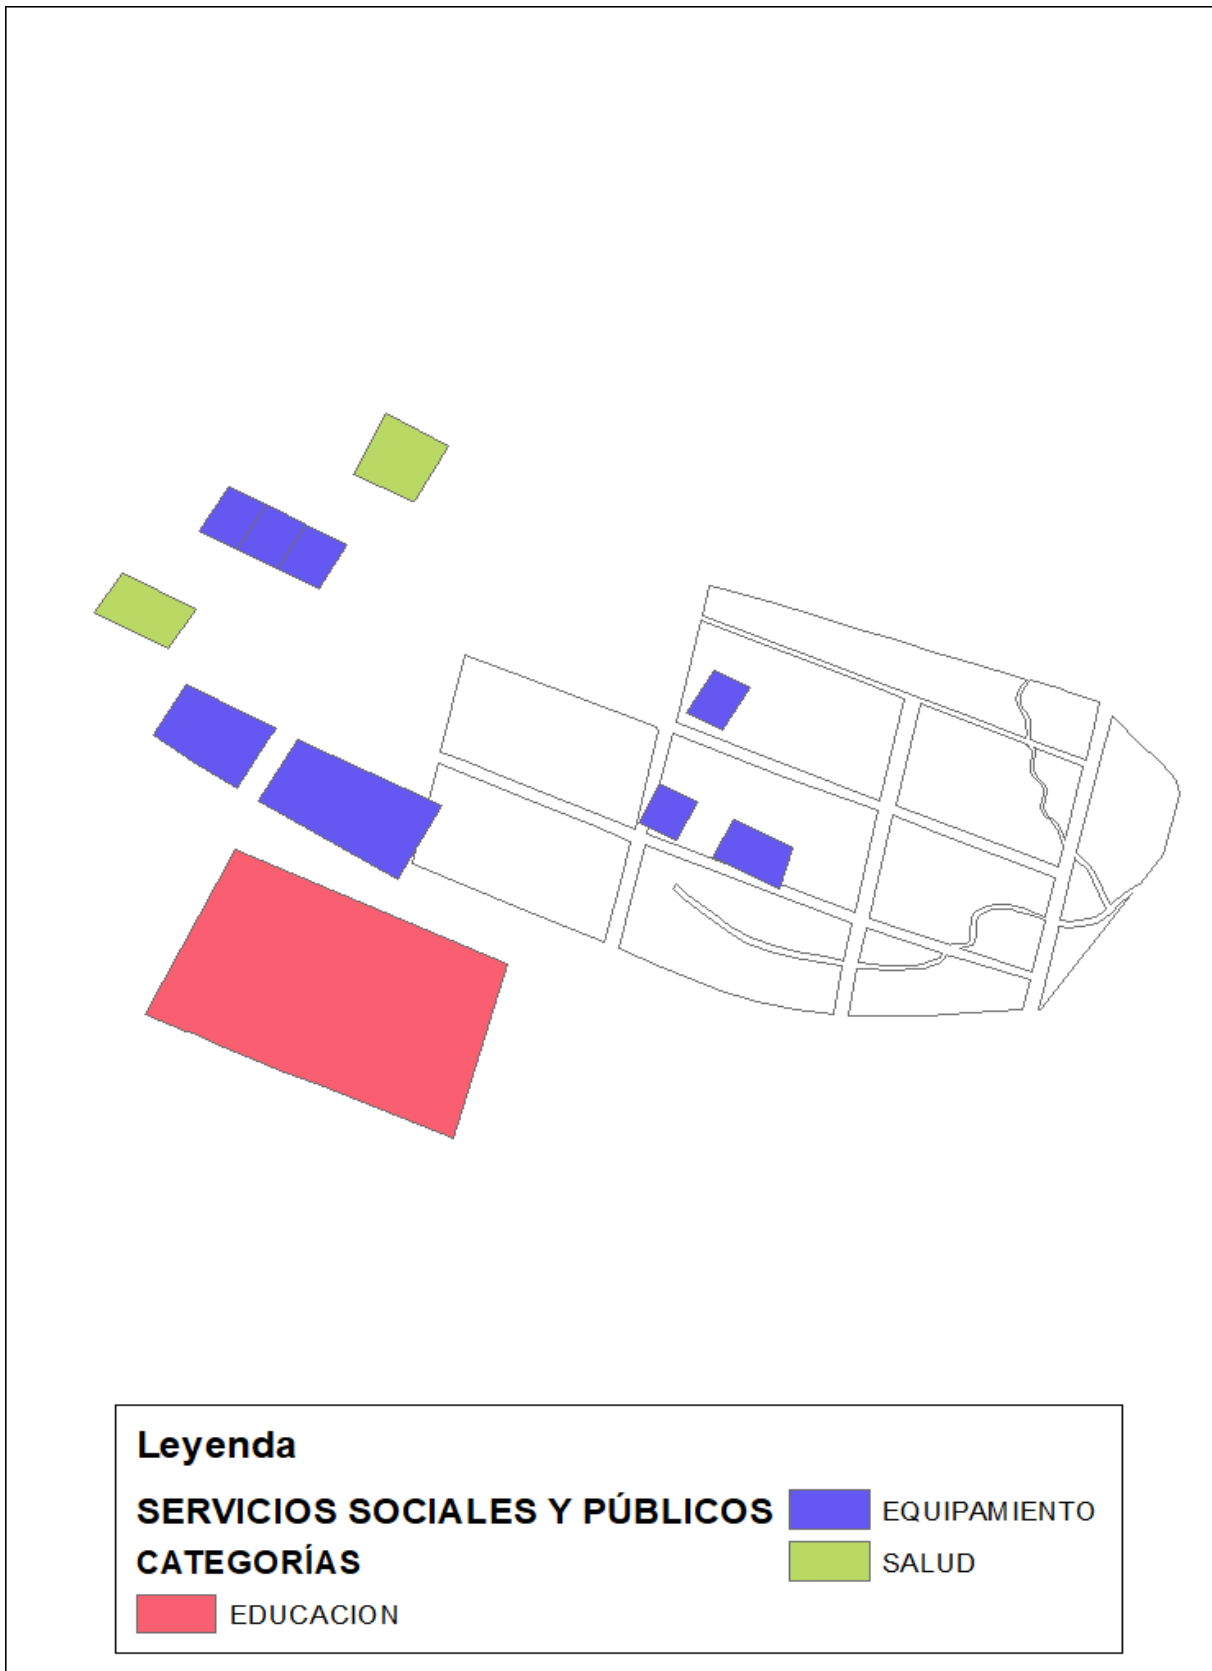 Leyenda
SERVICIOS SOCIALES Y PÚBLICOS
CATEGORÍAS
EDUCACION
EQUIPAMIENTO
SALUD